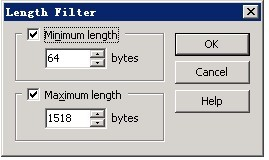 Length Filter
Minimum length
OK
64 bytes
Cancel
Maximum length
Help
1518 bytes